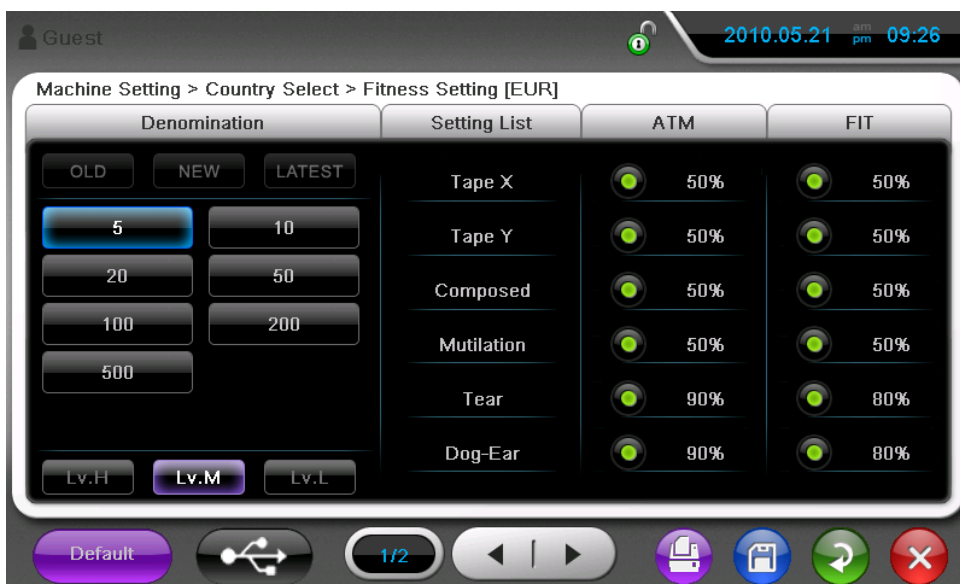 Guest
2010.05.21 am pm 09:26
Machine Setting > Country Select > Fitness Setting [EUR]
Denomination Setting List ATM FIT
OLD NEW LATEST
5 10
20 50
100 200
500
Lv.H Lv.M Lv.L
Tape X 50% 50%
Tape Y 50% 50%
Composed 50% 50%
Mutilation 50% 50%
Tear 90% 80%
Dog-Ear 90% 80%
Default 1/2